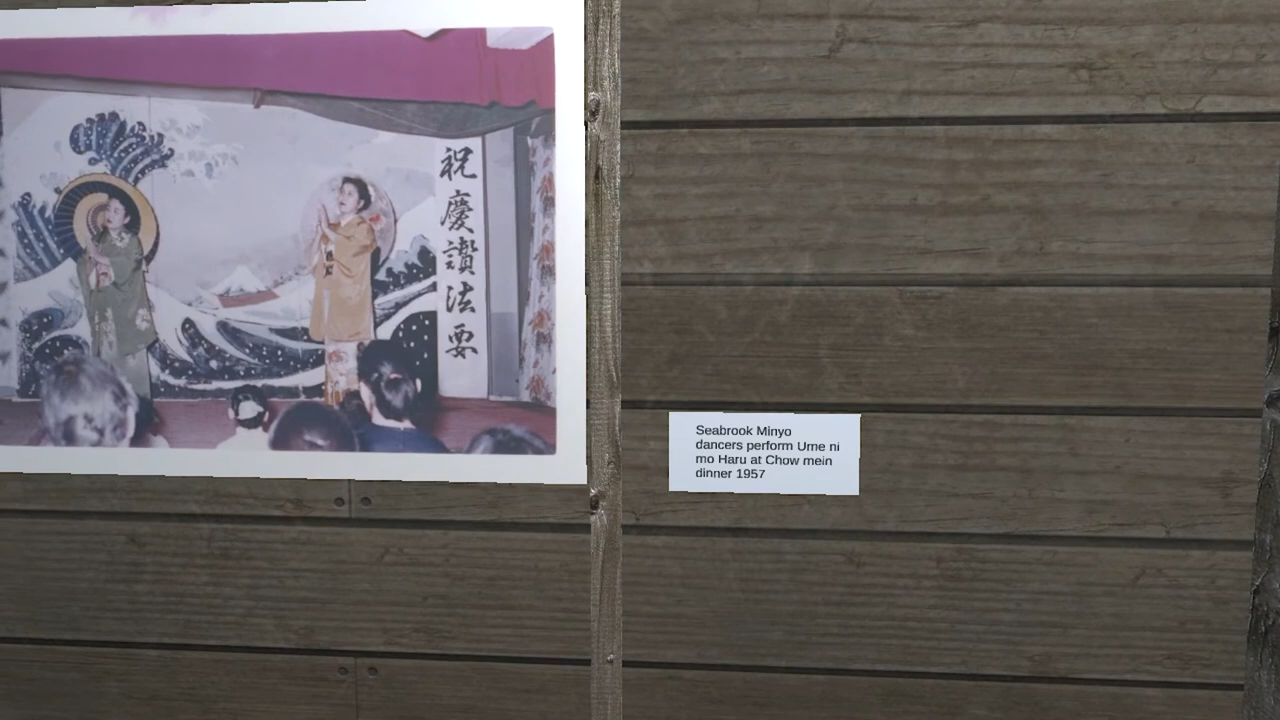 祝慶讃法要
Seabrook Minyo
dancers perform Ume ni
mo Haru at Chow mein
dinner 1957